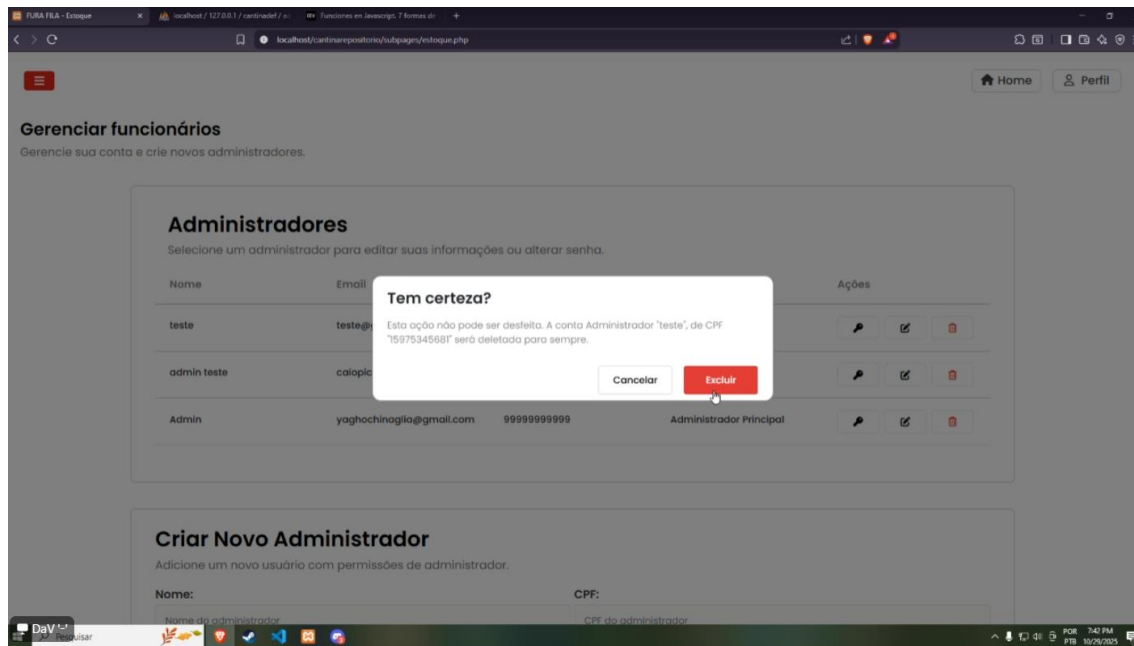 FURA FILA - Estoque
localhost / 127.0.0.1 / cantinadef /
Funciones en Javascript. 7 formas de
localhost/cantinarepositorio/subpages/estoque.php
Home
Perfil
Gerenciar funcionários
Gerencie sua conta e crie novos administradores.
Administradores
Selecione um administrador para editar suas informações ou alterar senha.
Nome
Email
Ações
Tem certeza?
Esta ação não pode ser desfeita. A conta Administrador "teste", de CPF
"15975345681" será deletada para sempre.
Cancelar
Excluir
teste
teste@
admin teste
caiopic
Admin
yaghochinaglia@gmail.com
99999999999
Administrador Principal
Criar Novo Administrador
Adicione um novo usuário com permissões de administrador.
Nome:
CPF:
Nome do administrador
CPF do administrador
DaV '-'
Pesquisar
POR
PTB
7:42 PM
10/29/2025